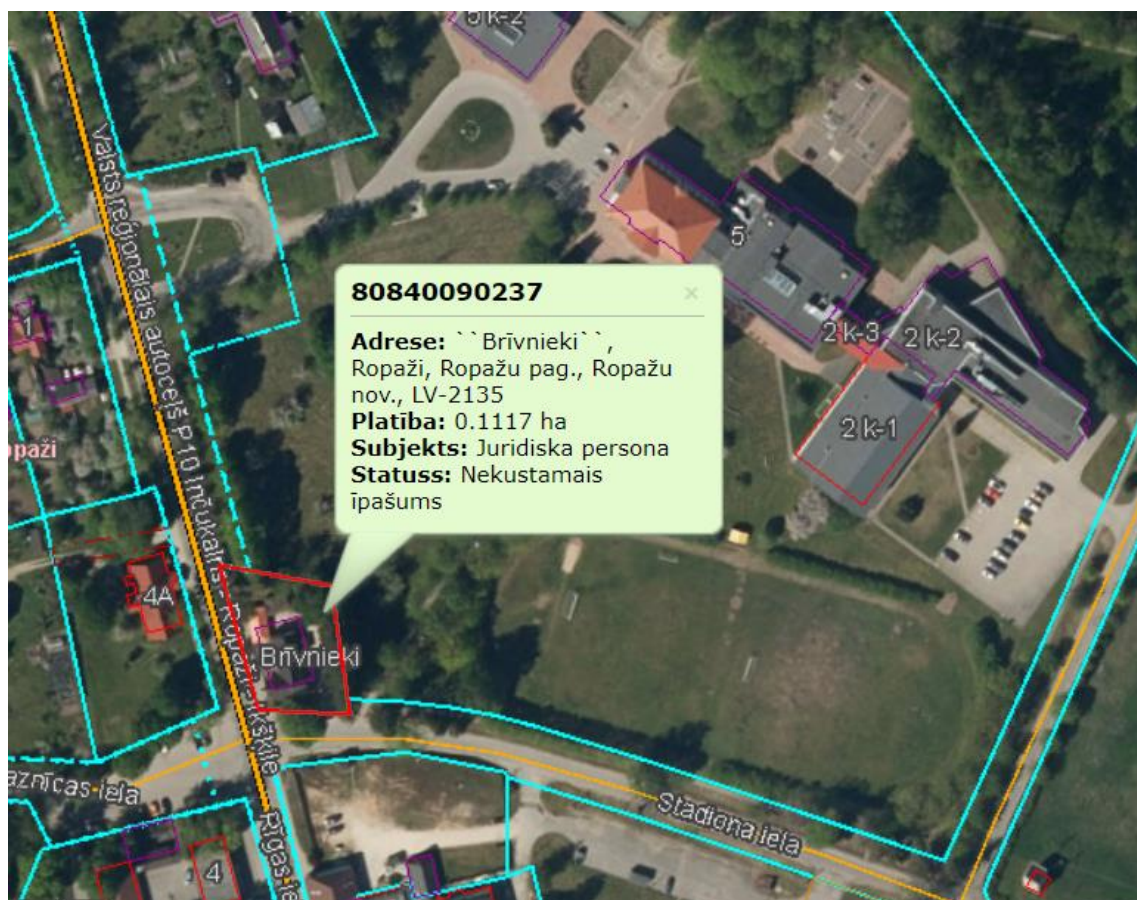 5 k-2
Valsts reģionālais autoceļš P10 Inčukalns - Ropaži - Ikšķile
5
80840090237
×
Adrese: ``Brīvnieki``,
Ropaži, Ropažu pag., Ropažu
nov., LV-2135
Platība: 0.1117 ha
Subjekts: Juridiska persona
Statuss: Nekustamais
īpašums
1
2 k-3
2 k-2
2 k-1
opaži
4A
Brīvnieki
aznīcas iela
Stadiona iela
Rīgas ie
4